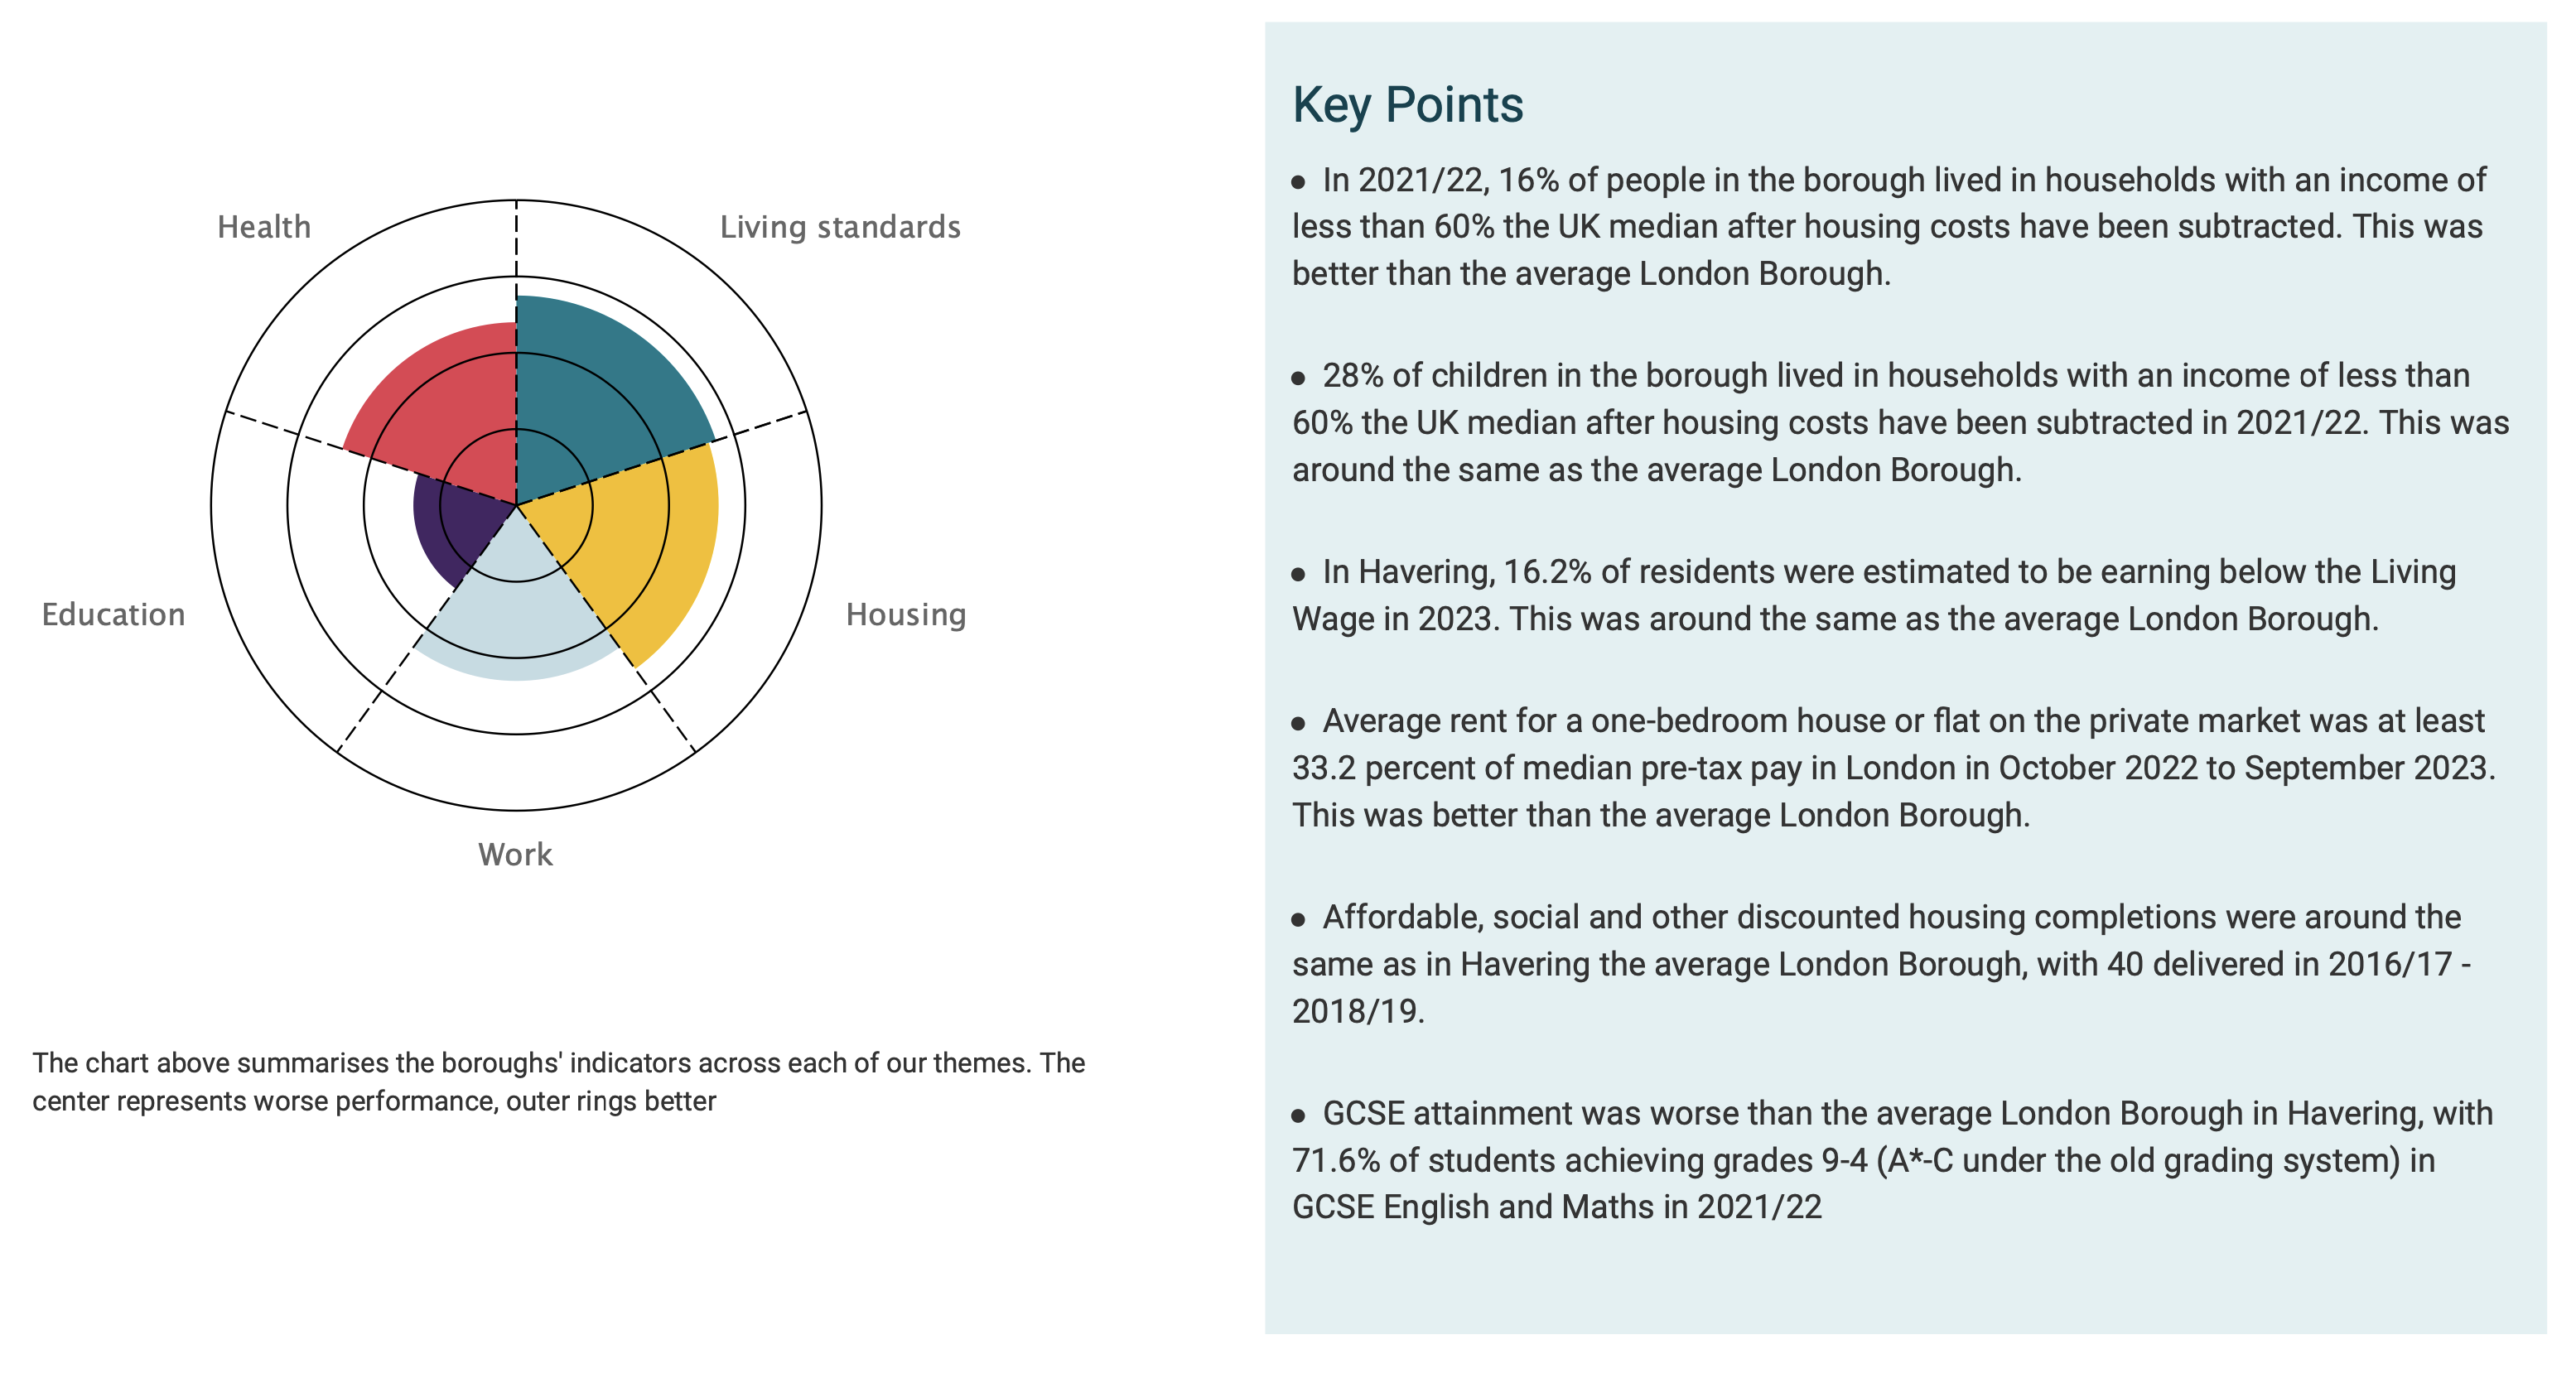 Health
Living standards
Education
Housing
Work
The chart above summarises the boroughs' indicators across each of our themes. The
center represents worse performance, outer rings better
Key Points
● In 2021/22, 16% of people in the borough lived in households with an income of
less than 60% the UK median after housing costs have been subtracted. This was
better than the average London Borough.
● 28% of children in the borough lived in households with an income of less than
60% the UK median after housing costs have been subtracted in 2021/22. This was
around the same as the average London Borough.
● In Havering, 16.2% of residents were estimated to be earning below the Living
Wage in 2023. This was around the same as the average London Borough.
● Average rent for a one-bedroom house or flat on the private market was at least
33.2 percent of median pre-tax pay in London in October 2022 to September 2023.
This was better than the average London Borough.
● Affordable, social and other discounted housing completions were around the
same as in Havering the average London Borough, with 40 delivered in 2016/17 -
2018/19.
● GCSE attainment was worse than the average London Borough in Havering, with
71.6% of students achieving grades 9-4 (A*-C under the old grading system) in
GCSE English and Maths in 2021/22